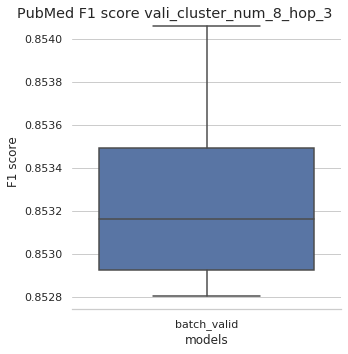 PubMed F1 score vali_cluster_num_8_hop_3
0.8540
0.8538
0.8536
0.8534
0.8532
0.8530
0.8528
F1 score
batch_valid
models